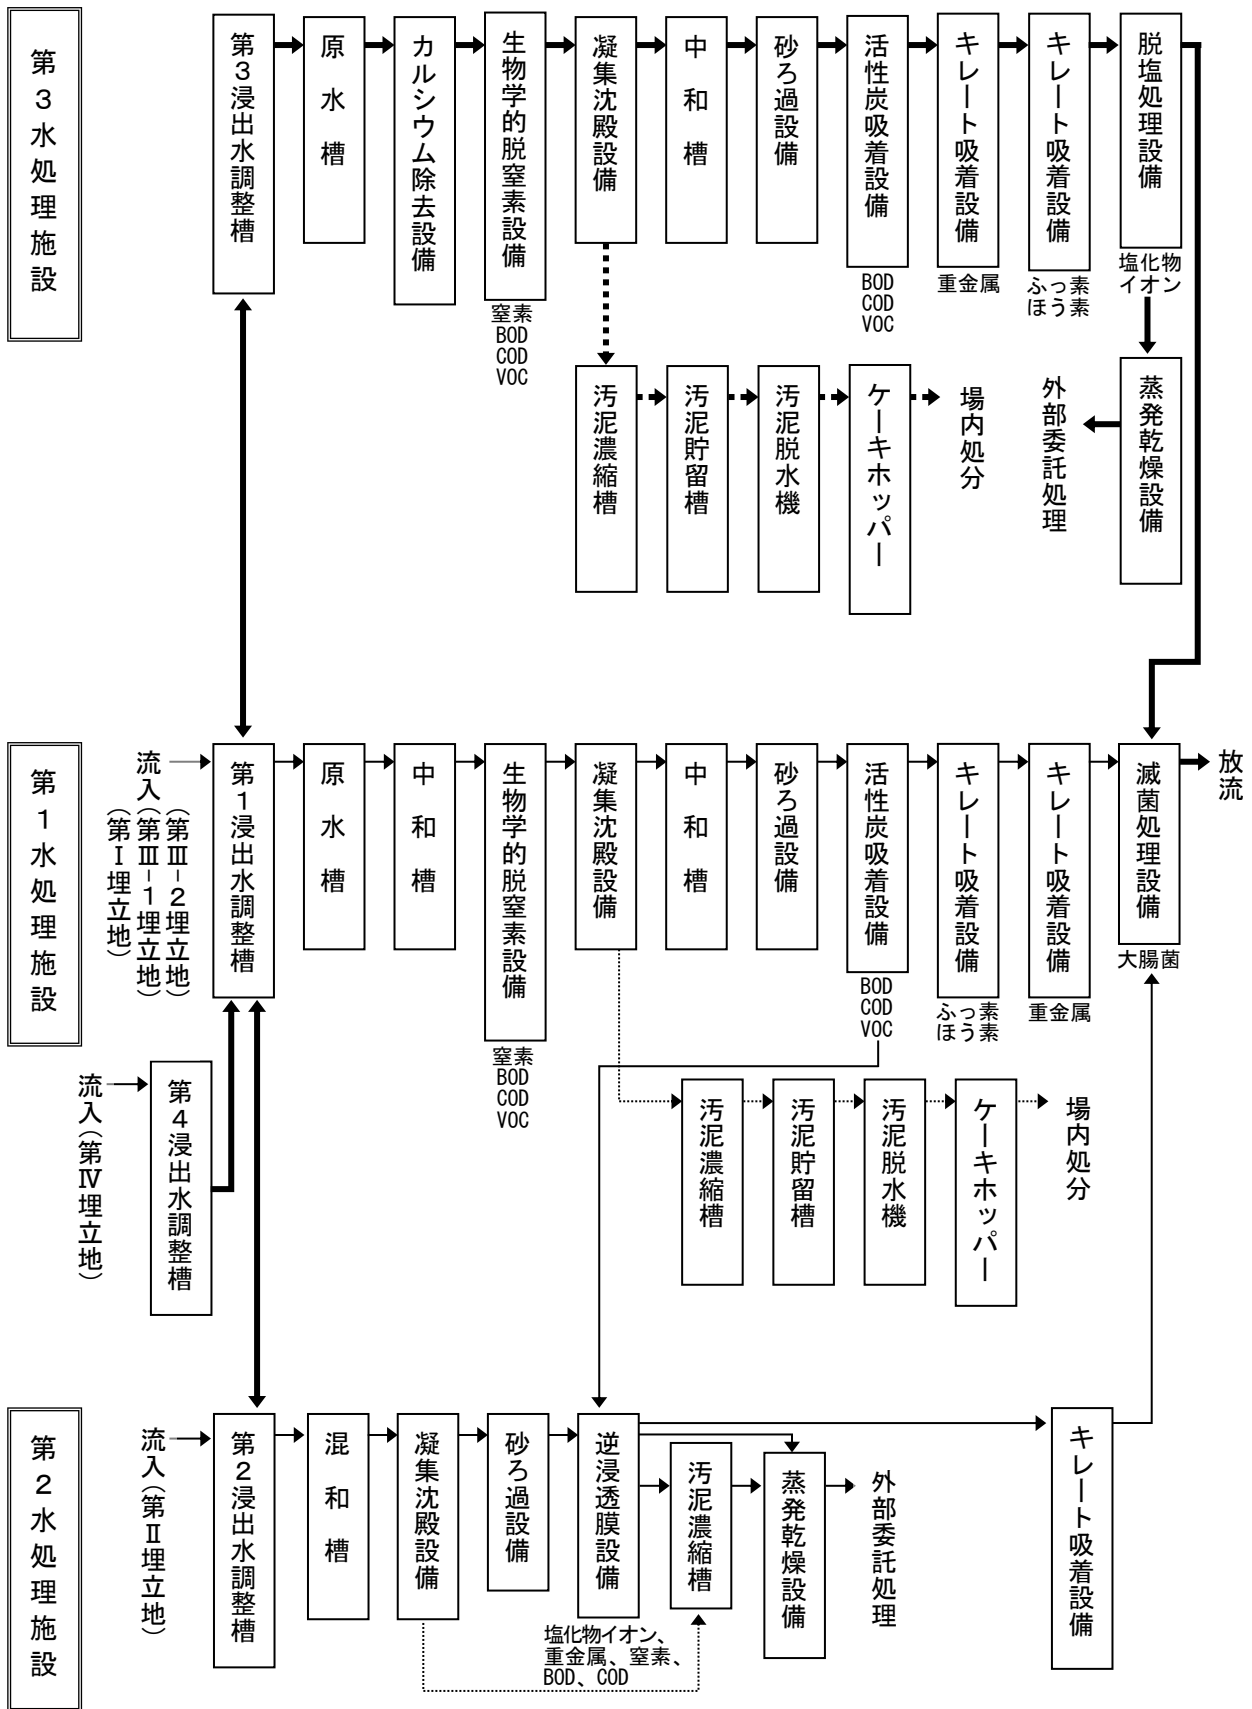 第3水処理施設
第3浸出水調整槽
原水槽
カルシウム除去設備
生物学的脱窒素設備
窒素
BOD
COD
VOC
凝集沈殿設備
中和槽
砂ろ過設備
活性炭吸着設備
BOD
COD
VOC
キレート吸着設備
重金属
キレート吸着設備
ふっ素
ほう素
脱塩処理設備
塩化物
イオン
汚泥濃縮槽
汚泥貯留槽
汚泥脱水機
ケーキホッパー
場内処分
外部委託処理
蒸発乾燥設備
第1水処理施設
(第Ⅲ-2埋立地)
流入(第Ⅲ-1埋立地)
(第Ⅰ埋立地)
第1浸出水調整槽
原水槽
中和槽
生物学的脱窒素設備
窒素
BOD
COD
VOC
凝集沈殿設備
中和槽
砂ろ過設備
活性炭吸着設備
BOD
COD
VOC
キレート吸着設備
ふっ素
ほう素
キレート吸着設備
重金属
滅菌処理設備
大腸菌
放流
流入(第Ⅳ埋立地)
第4浸出水調整槽
汚泥濃縮槽
汚泥貯留槽
汚泥脱水機
ケーキホッパー
場内処分
第2水処理施設
流入(第Ⅱ埋立地)
第2浸出水調整槽
混和槽
凝集沈殿設備
砂ろ過設備
逆浸透膜設備
塩化物イオン、
重金属、窒素、
BOD、COD
汚泥濃縮槽
蒸発乾燥設備
外部委託処理
キレート吸着設備